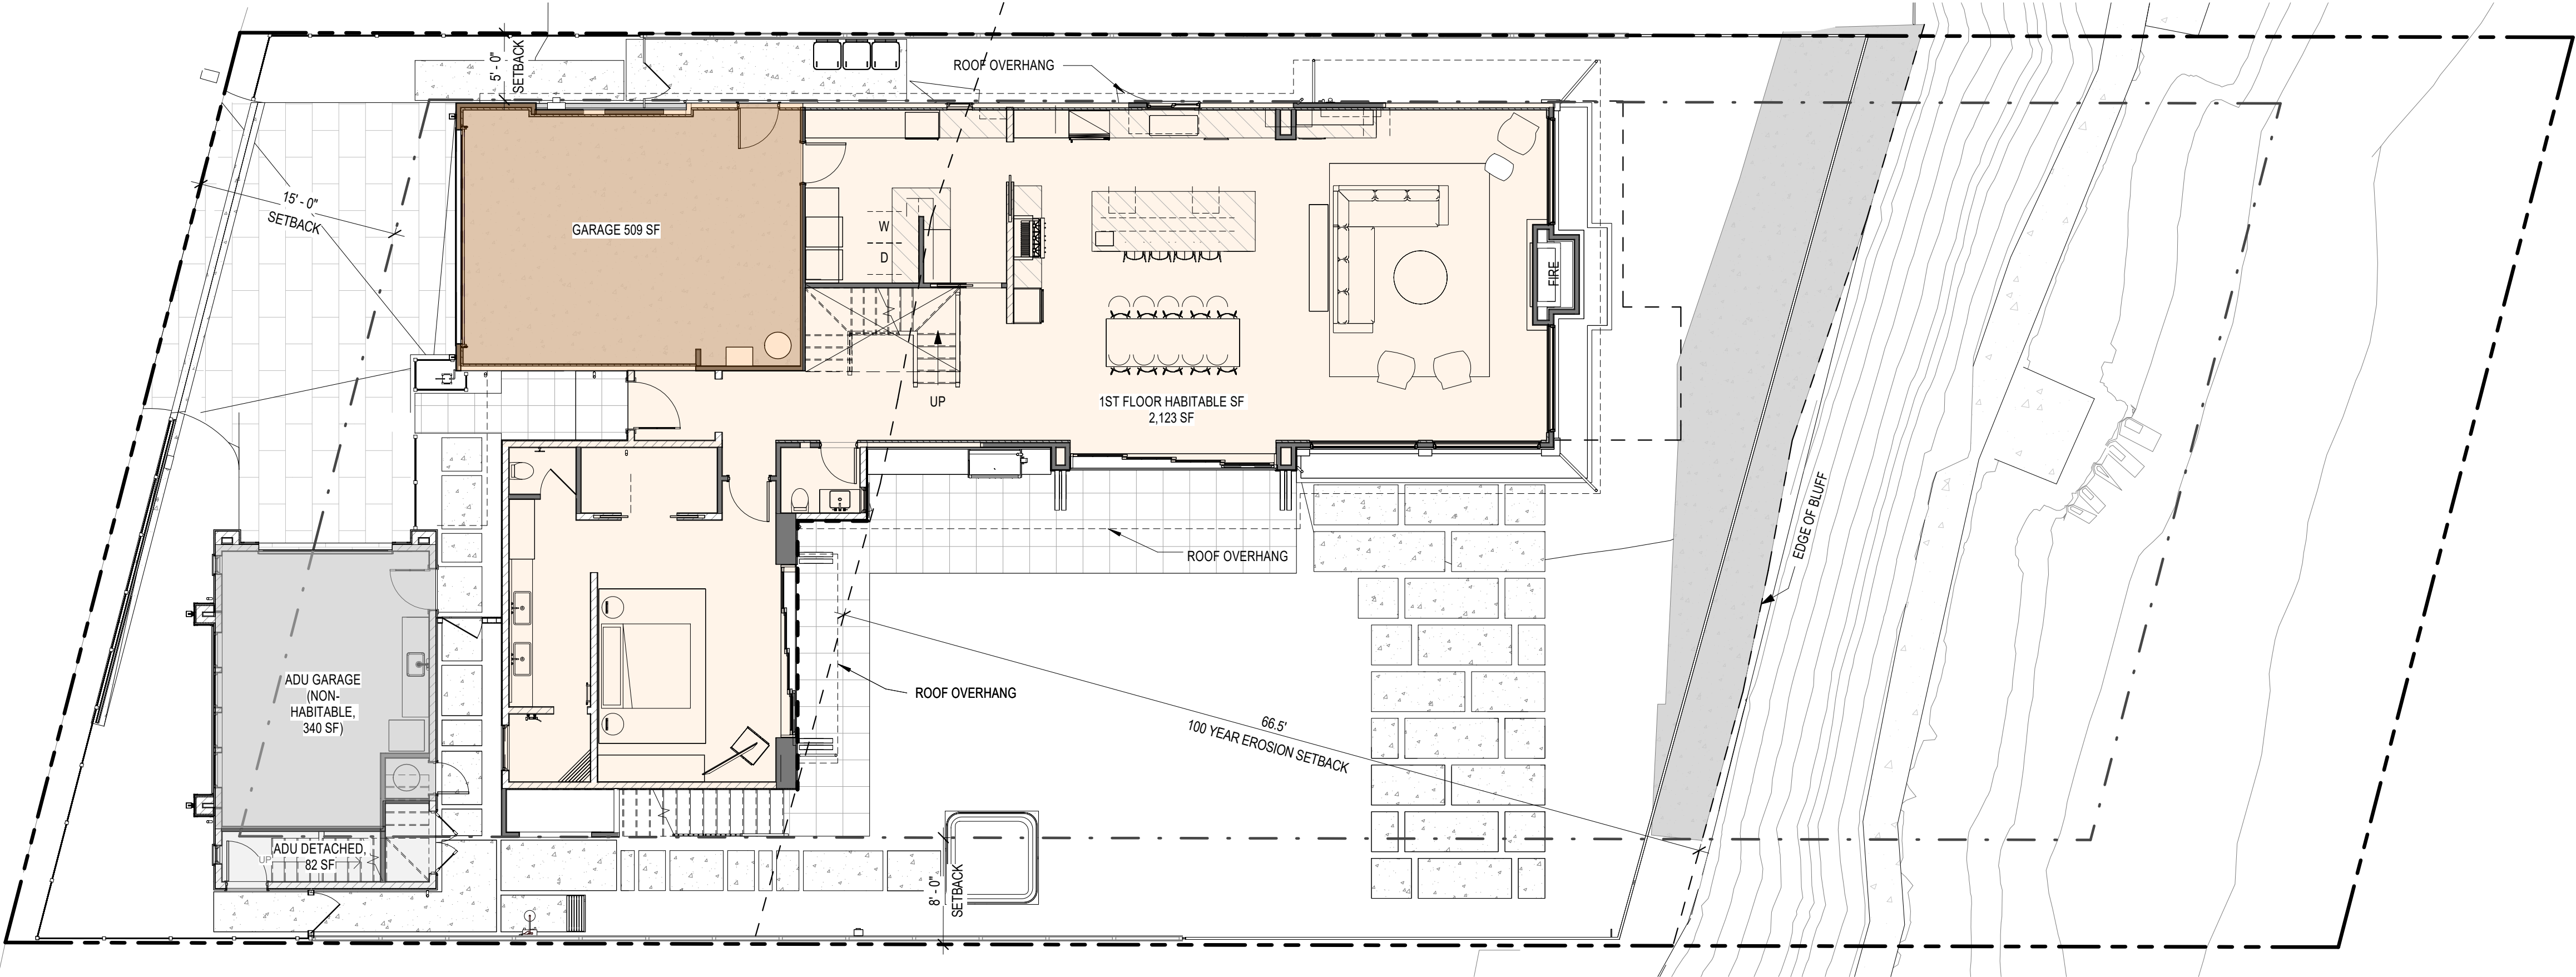 5' - 0"
SETBACK
ROOF OVERHANG
15' - 0"
SETBACK
GARAGE 509 SF
W
D
FIRE
UP
1ST FLOOR HABITABLE SF
2,123 SF
EDGE OF BLUFF
ROOF OVERHANG
ROOF OVERHANG
ADU GARAGE
(NON-
HABITABLE,
340 SF)
66.5'
100 YEAR EROSION SETBACK
UP
ADU DETACHED,
82 SF
8' - 0"
SETBACK